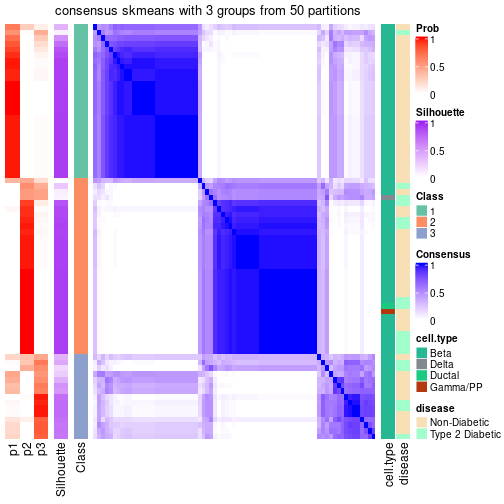 consensus skmeans with 3 groups from 50 partitions
Prob
1
0.5
0
Silhouette
1
0.5
0
Class
1
2
3
Consensus
1
0.5
0
cell.type
Beta
Delta
Ductal
Gamma/PP
disease
Non-Diabetic
Type 2 Diabetic
p1
p2
p3
Silhouette
Class
cell.type
disease